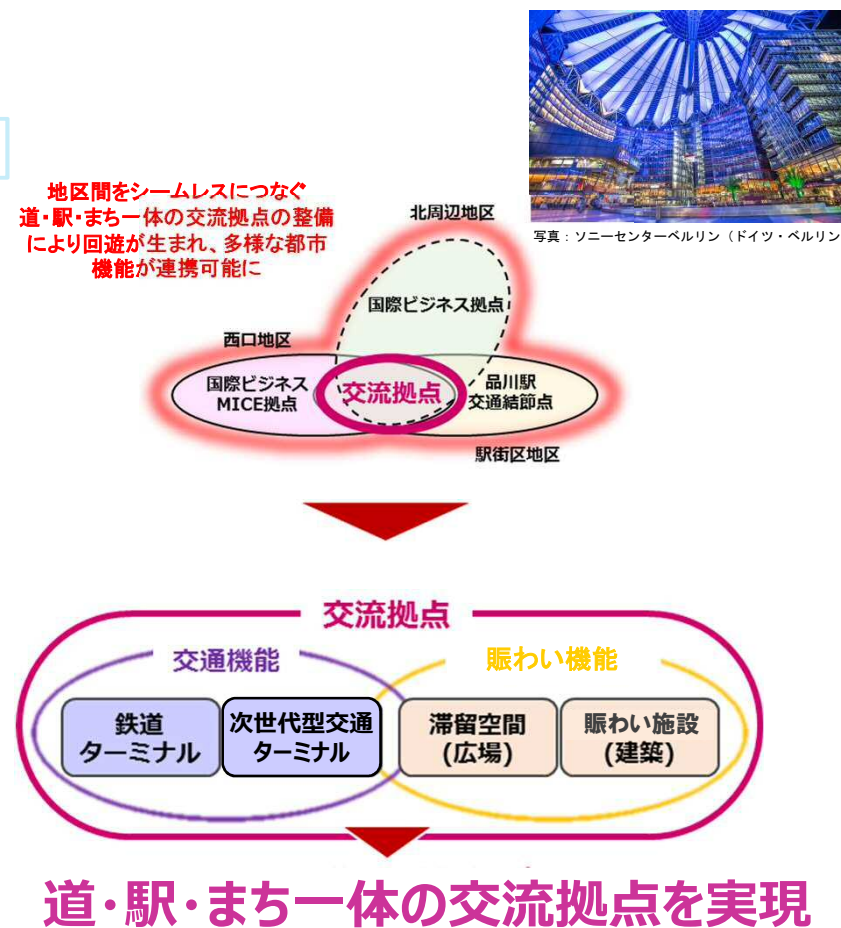 地区間をシームレスにつなぐ
道・駅・まち一体の交流拠点の整備
により回遊が生まれ、多様な都市
機能が連携可能に
写真：ソニーセンターベルリン（ドイツ・ベルリン
北周辺地区
国際ビジネス拠点
西口地区
国際ビジネス
MICE拠点
交流拠点
品川駅
交通結節点
駅街区地区
交流拠点
交通機能
賑わい機能
鉄道
ターミナル
次世代型交通
ターミナル
滞留空間
(広場)
賑わい施設
(建築)
道・駅・まち一体の交流拠点を実現